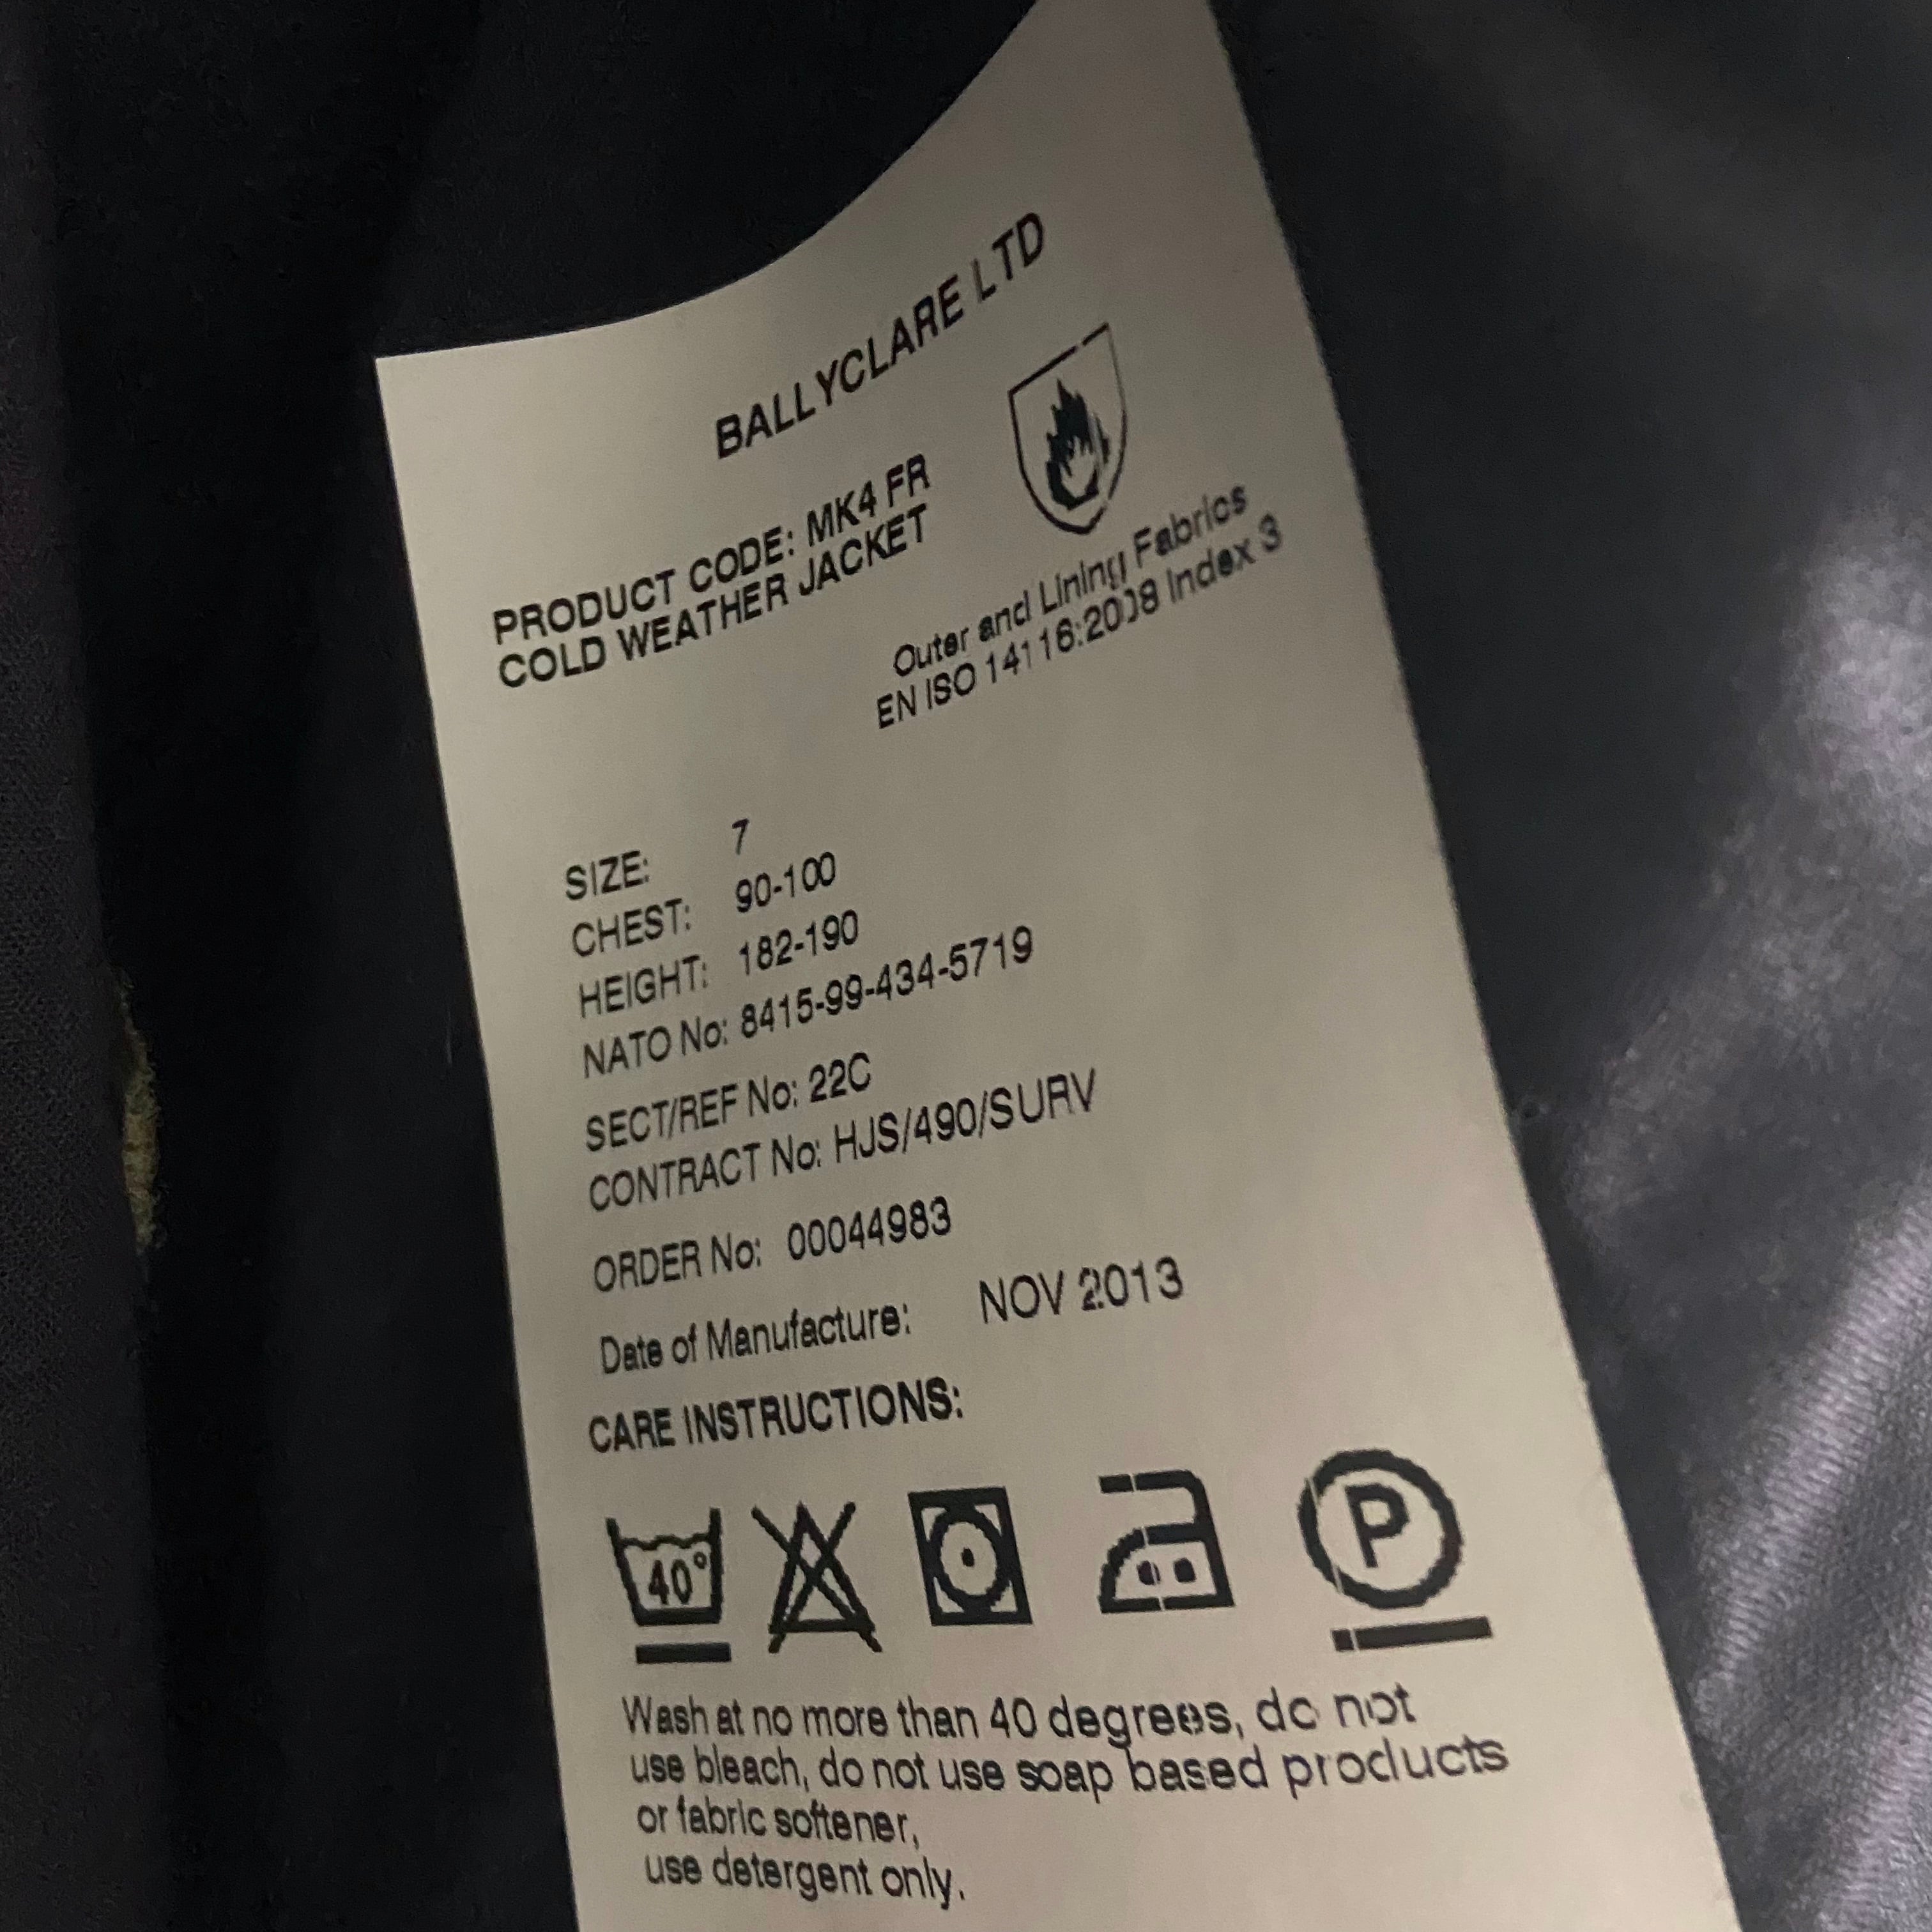 BALLYCLARE LTD
PRODUCT CODE: MK4 FR
COLD WEATHER JACKET
Outer and Lining Fabrics
EN ISO 14116:2008 Index 3
SIZE: 7
CHEST: 90-100
HEIGHT: 182-190
NATO No: 8415-99-434-5719
SECT/REF No: 22C
CONTRACT No: HJS/490/SURV
ORDER No: 00044983
Date of Manufacture: NOV 2013
CARE INSTRUCTIONS:
40° P
Wash at no more than 40 degrees, do not
use bleach, do not use soap based products
or fabric softener,
use detergent only.